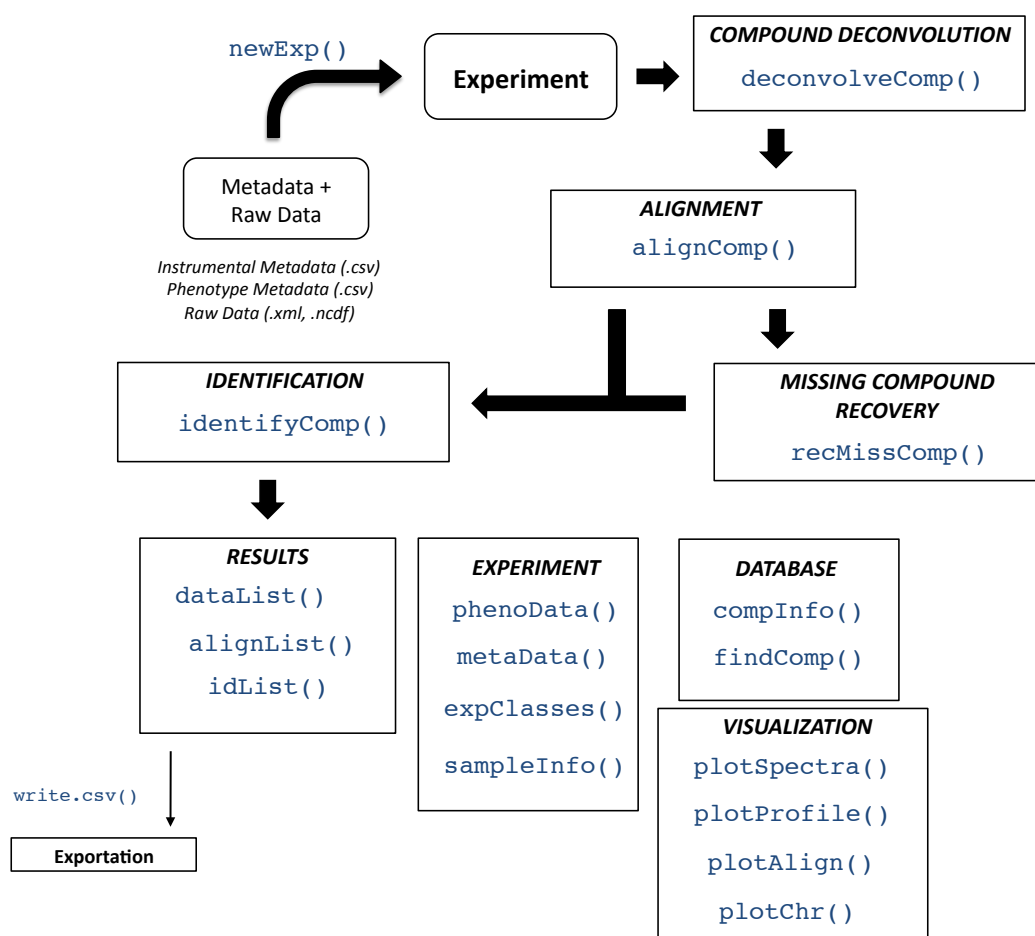 newExp()
Experiment
COMPOUND DECONVOLUTION
deconvolveComp()
Metadata +
Raw Data
Instrumental Metadata (.csv)
Phenotype Metadata (.csv)
Raw Data (.xml, .ncdf)
ALIGNMENT
alignComp()
IDENTIFICATION
identifyComp()
MISSING COMPOUND
RECOVERY
recMissComp()
RESULTS
dataList()
alignList()
idList()
EXPERIMENT
phenoData()
metaData()
expClasses()
sampleInfo()
DATABASE
compInfo()
findComp()
VISUALIZATION
plotSpectra()
plotProfile()
plotAlign()
plotChr()
write.csv()
Exportation